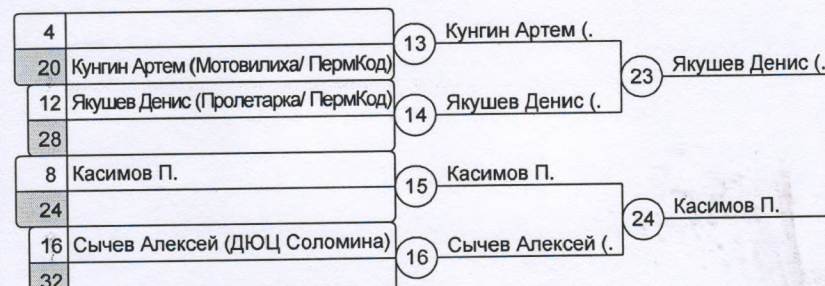 4
20 Кунгин Артем (Мотовилиха/ ПермКод)
13 Кунгин Артем (.
12 Якушев Денис (Пролетарка/ ПермКод)
28
14 Якушев Денис (.
23 Якушев Денис (.
8 Касимов П.
24
15 Касимов П.
16 Сычев Алексей (ДЮЦ Соломина)
32
16 Сычев Алексей (.
24 Касимов П.